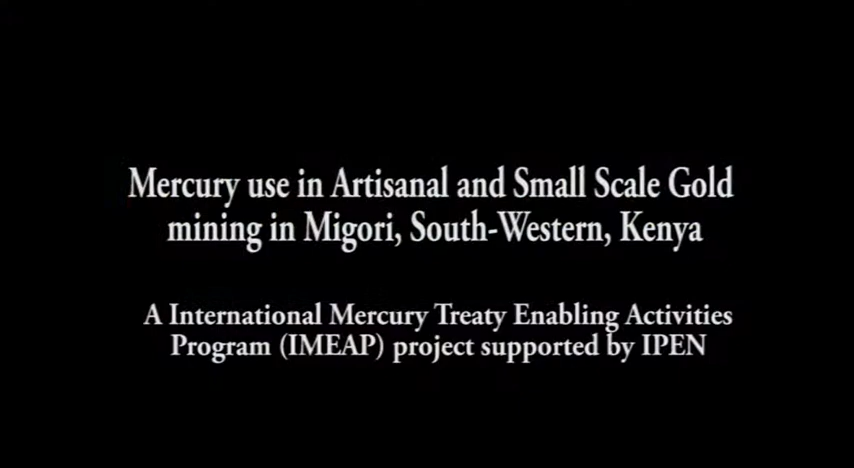 Mercury use in Artisanal and Small Scale Gold
mining in Migori, South-Western, Kenya
A International Mercury Treaty Enabling Activities
Program (IMEAP) project supported by IPEN